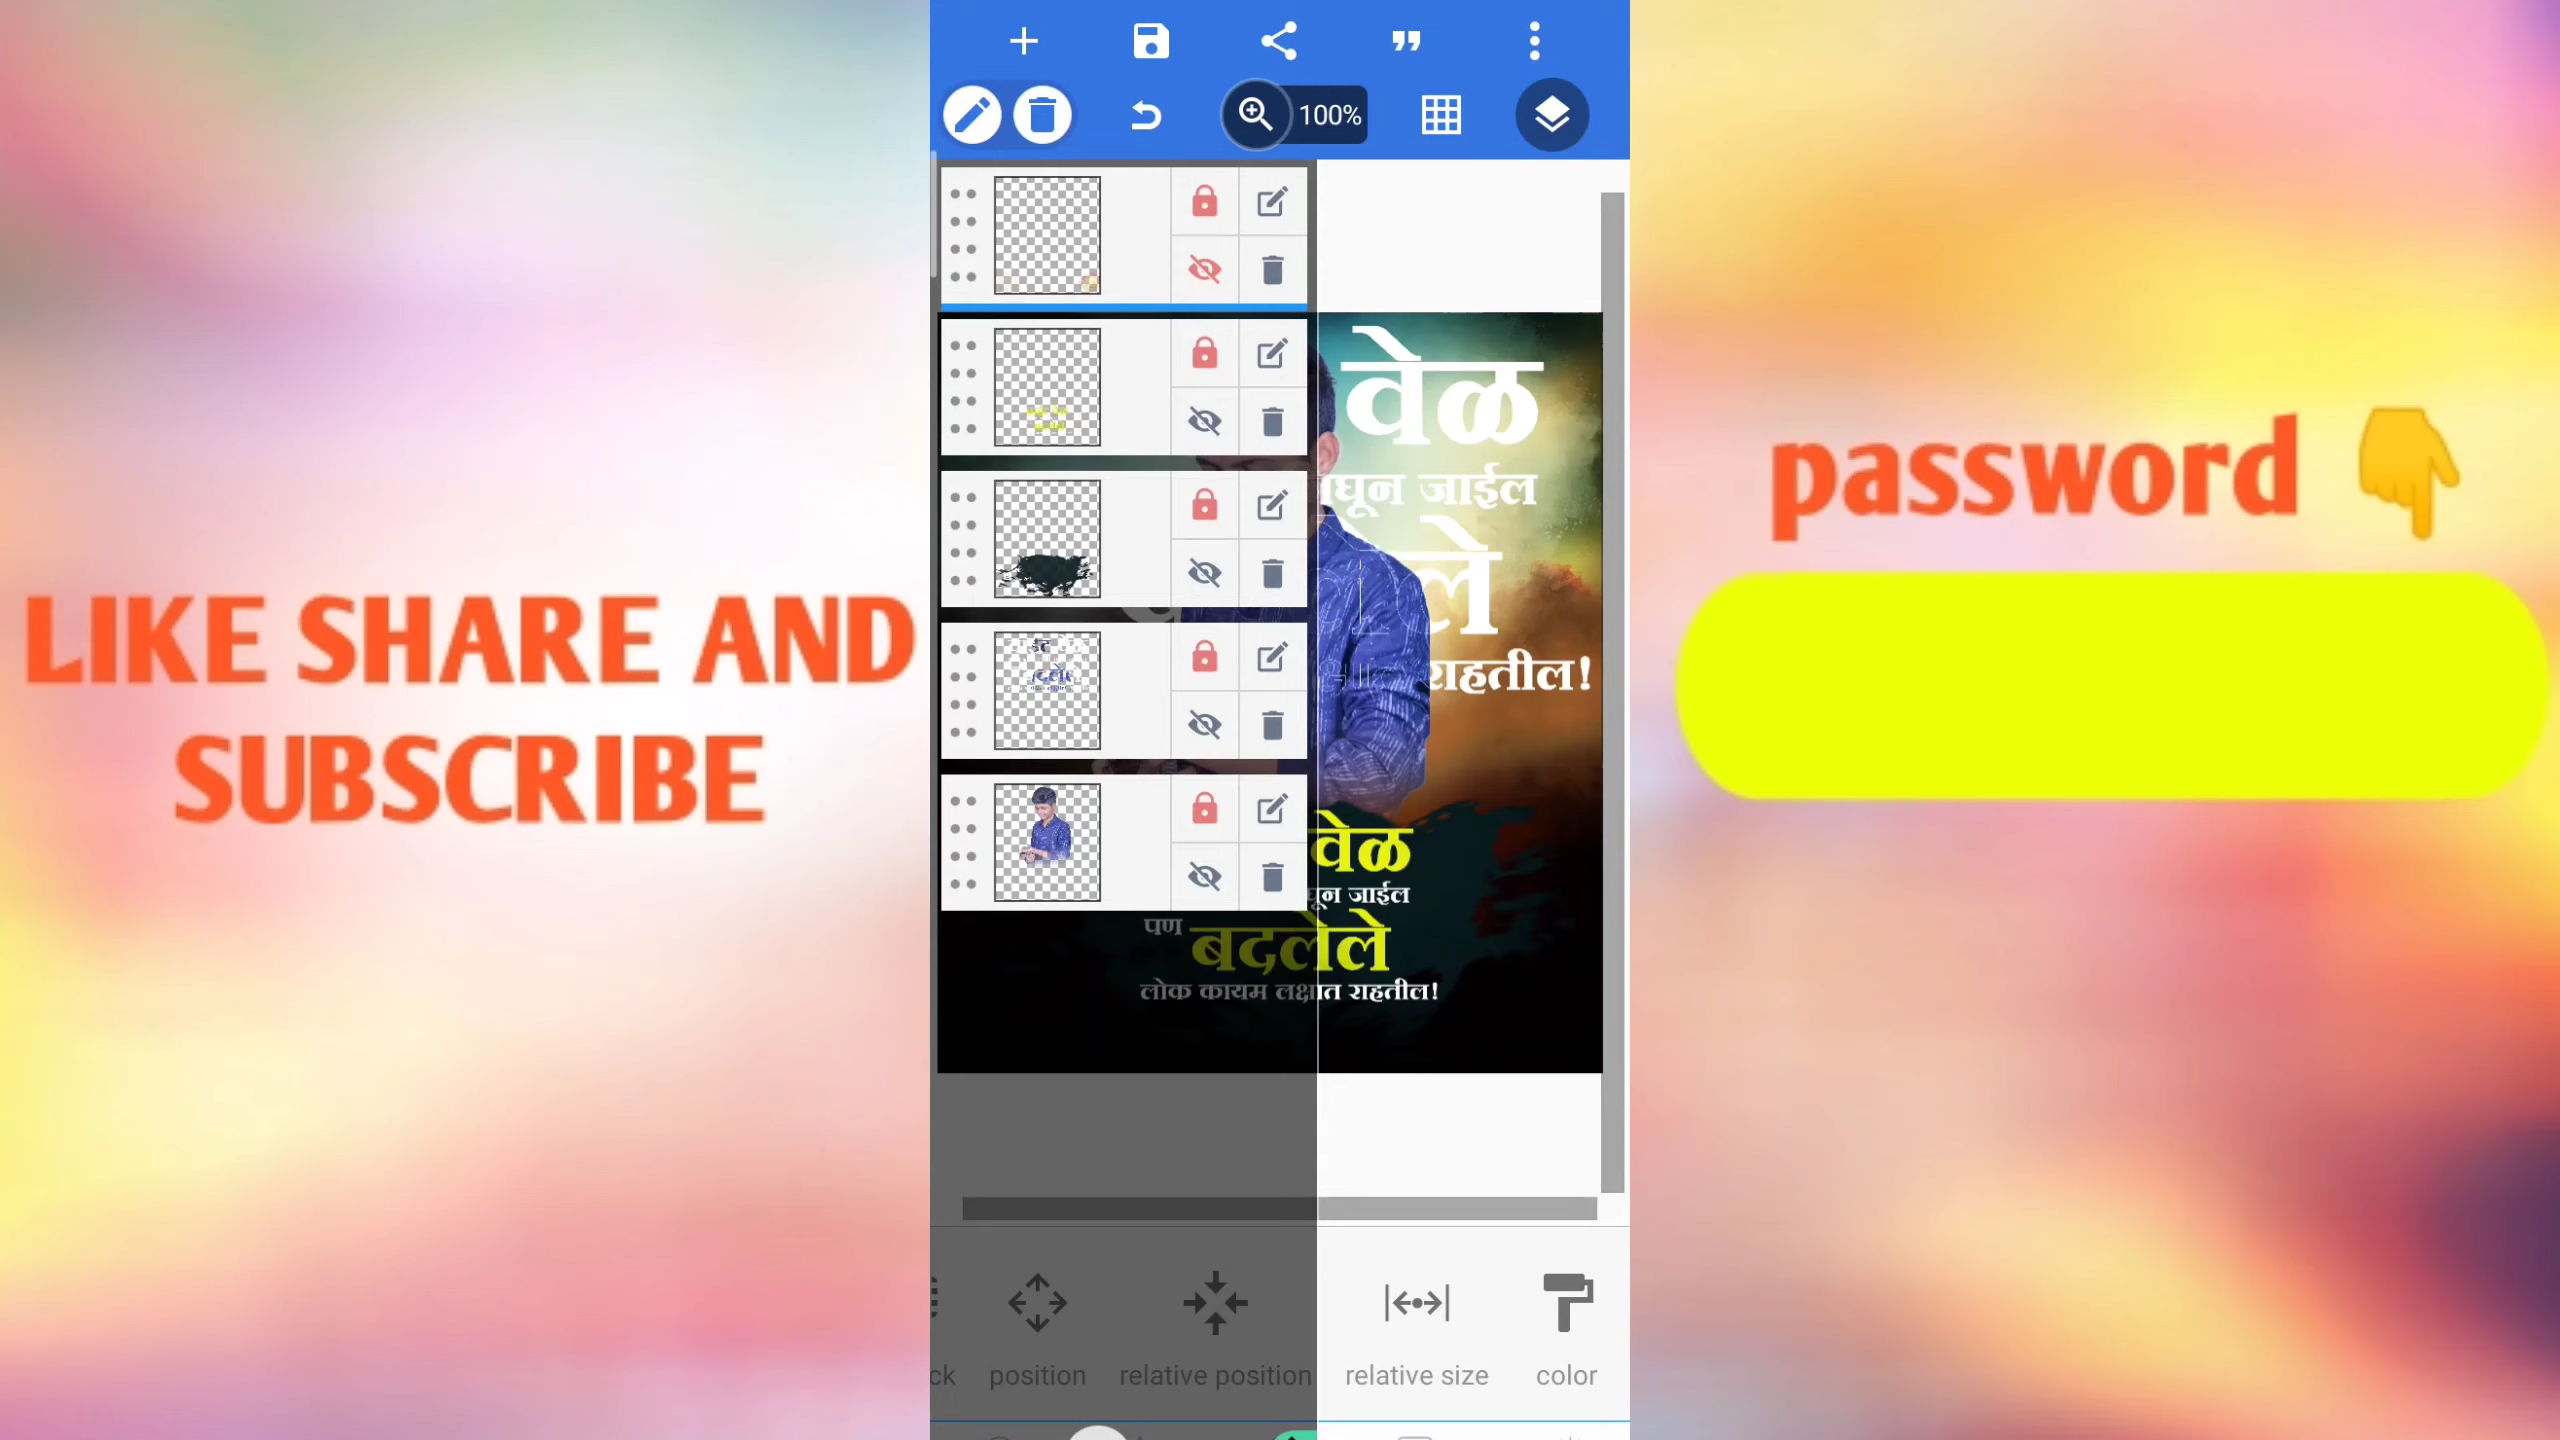 LIKE SHARE AND
SUBSCRIBE
100%
वेळ
घून जाईल
ले
राहतील!
वेळ
घून जाईल
पण बदलेले
लोक कायम लक्षात राहतील!
ck
position
relative position
relative size
color
password 👇